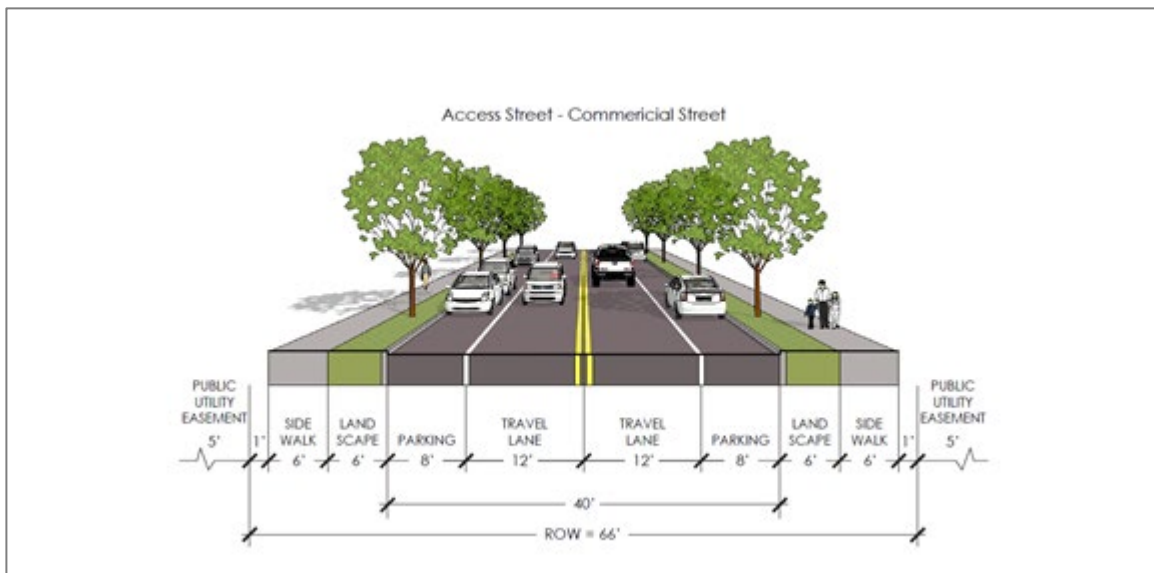 Access Street - Commericial Street
PUBLIC
UTILITY
EASEMENT
5'
1'
SIDE
WALK
6'
LAND
SCAPE
6'
PARKING
8'
TRAVEL
LANE
12'
TRAVEL
LANE
12'
PARKING
8'
LAND
SCAPE
6'
SIDE
WALK
6'
1'
PUBLIC
UTILITY
EASEMENT
5'
40'
ROW = 66'